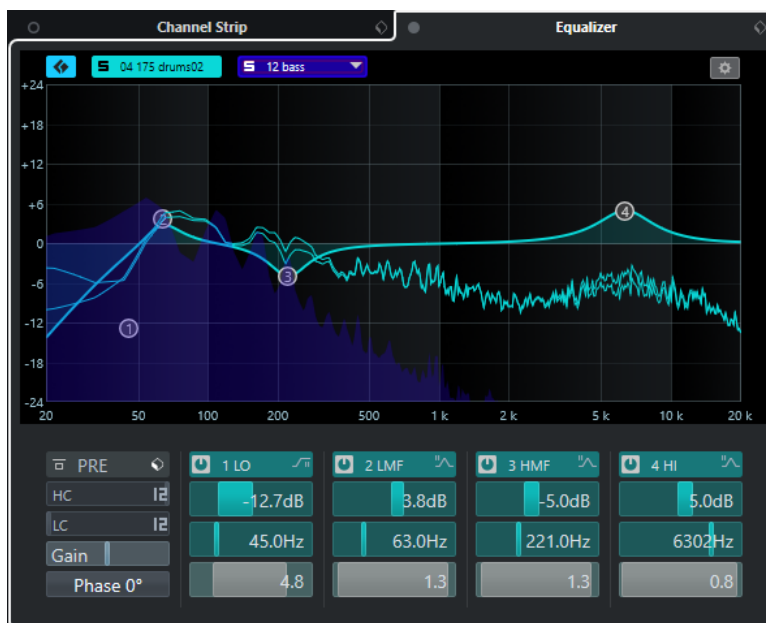 Channel Strip
Equalizer
S 04 175 drums02
S 12 bass
+24
+18
+12
+6
0
-6
-12
-18
-24
1
2
3
4
20 50 100 200 500 1 k 2 k 5 k 10 k 20 k
PRE
HC 12
LC 12
Gain
Phase 0°
1 LO
-12.7dB
45.0Hz
4.8
2 LMF
3.8dB
63.0Hz
1.3
3 HMF
-5.0dB
221.0Hz
1.3
4 HI
5.0dB
6302Hz
0.8